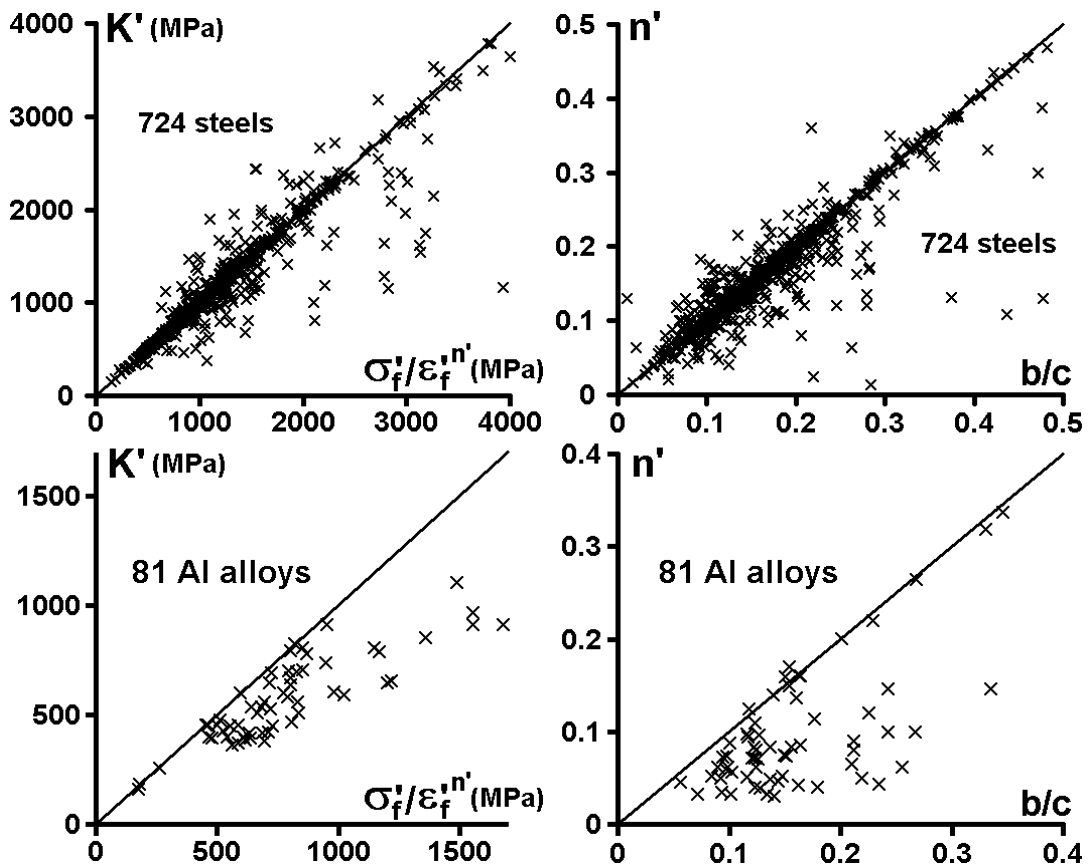 K' (MPa)
4000
3000
2000
1000
0
724 steels
σ'f/ε'f^n' (MPa)
0 1000 2000 3000 4000
n'
0.5
0.4
0.3
0.2
0.1
0
724 steels
b/c
0 0.1 0.2 0.3 0.4 0.5
K' (MPa)
1500
1000
500
0
81 Al alloys
σ'f/ε'f^n' (MPa)
0 500 1000 1500
n'
0.4
0.3
0.2
0.1
0
81 Al alloys
b/c
0 0.1 0.2 0.3 0.4